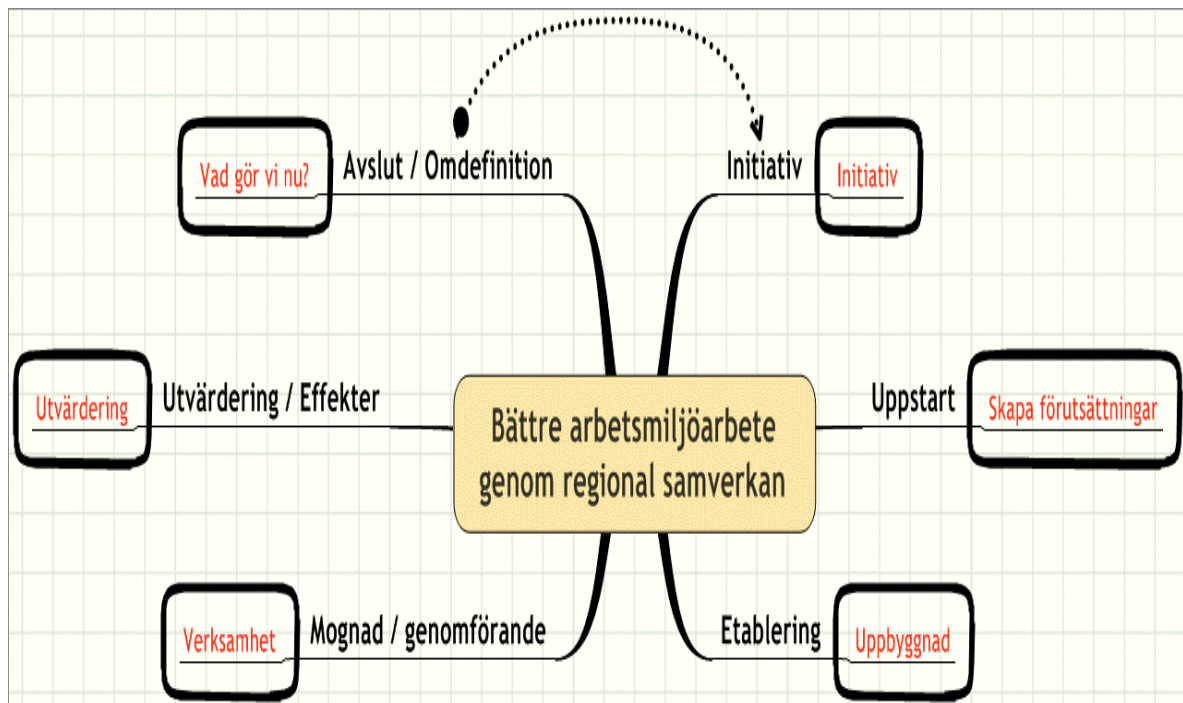 Vad gör vi nu?
Avslut / Omdefinition
Initiativ
Initiativ
Utvärdering
Utvärdering / Effekter
Bättre arbetsmiljöarbete
genom regional samverkan
Uppstart
Skapa förutsättningar
Verksamhet
Mognad / genomförande
Etablering
Uppbyggnad